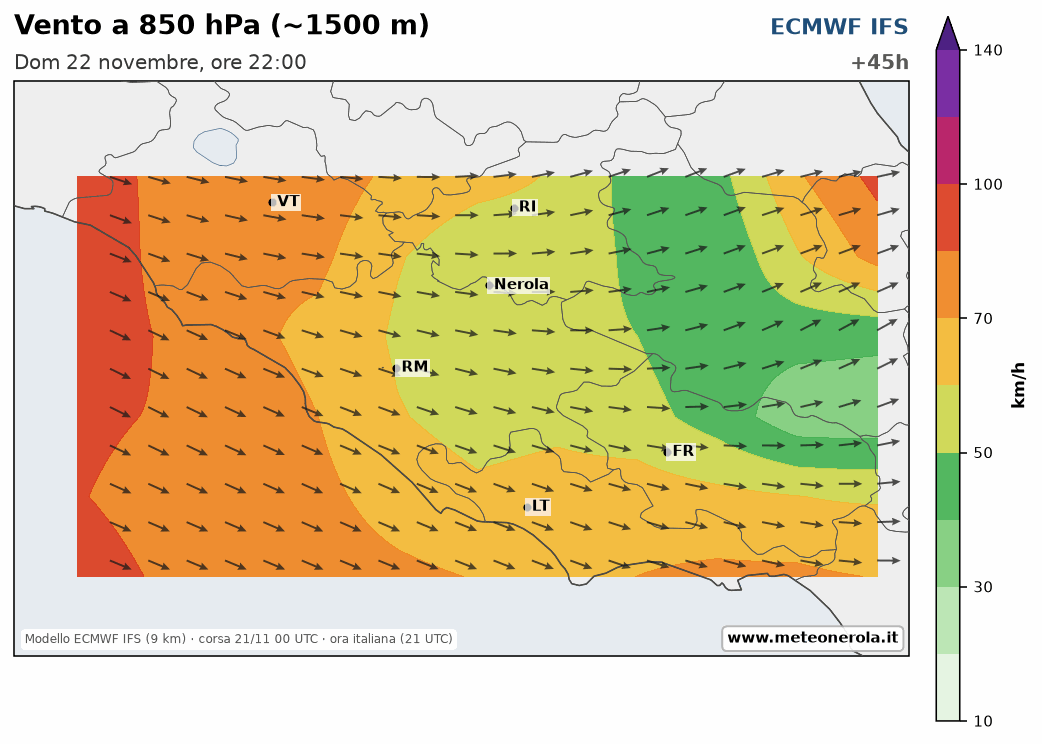 Vento a 850 hPa (~1500 m)
ECMWF IFS
Dom 22 novembre, ore 22:00
+45h
VT
RI
Nerola
RM
FR
LT
140
100
70
50
30
10
km/h
Modello ECMWF IFS (9 km) · corsa 21/11 00 UTC · ora italiana (21 UTC)
www.meteonerola.it